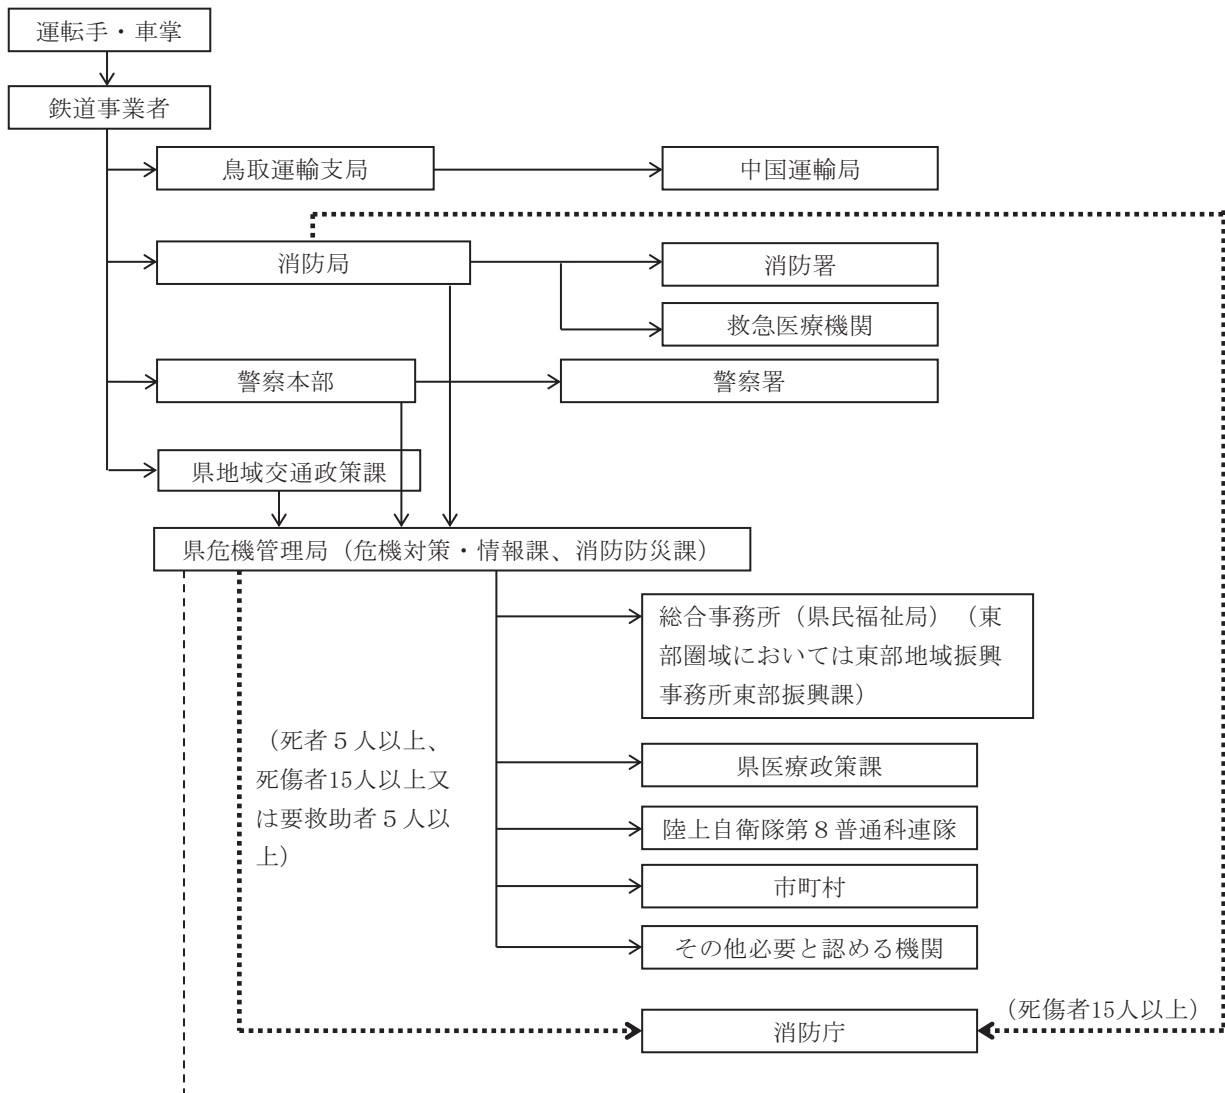 運転手・車掌
鉄道事業者
鳥取運輸支局
中国運輸局
消防局
消防署
救急医療機関
警察本部
警察署
県地域交通政策課
県危機管理局（危機対策・情報課、消防防災課）
総合事務所（県民福祉局）（東
部圏域においては東部地域振興
事務所東部振興課）
（死者５人以上、
死傷者15人以上又
は要救助者５人以
上）
県医療政策課
陸上自衛隊第８普通科連隊
市町村
その他必要と認める機関
（死傷者15人以上）
消防庁